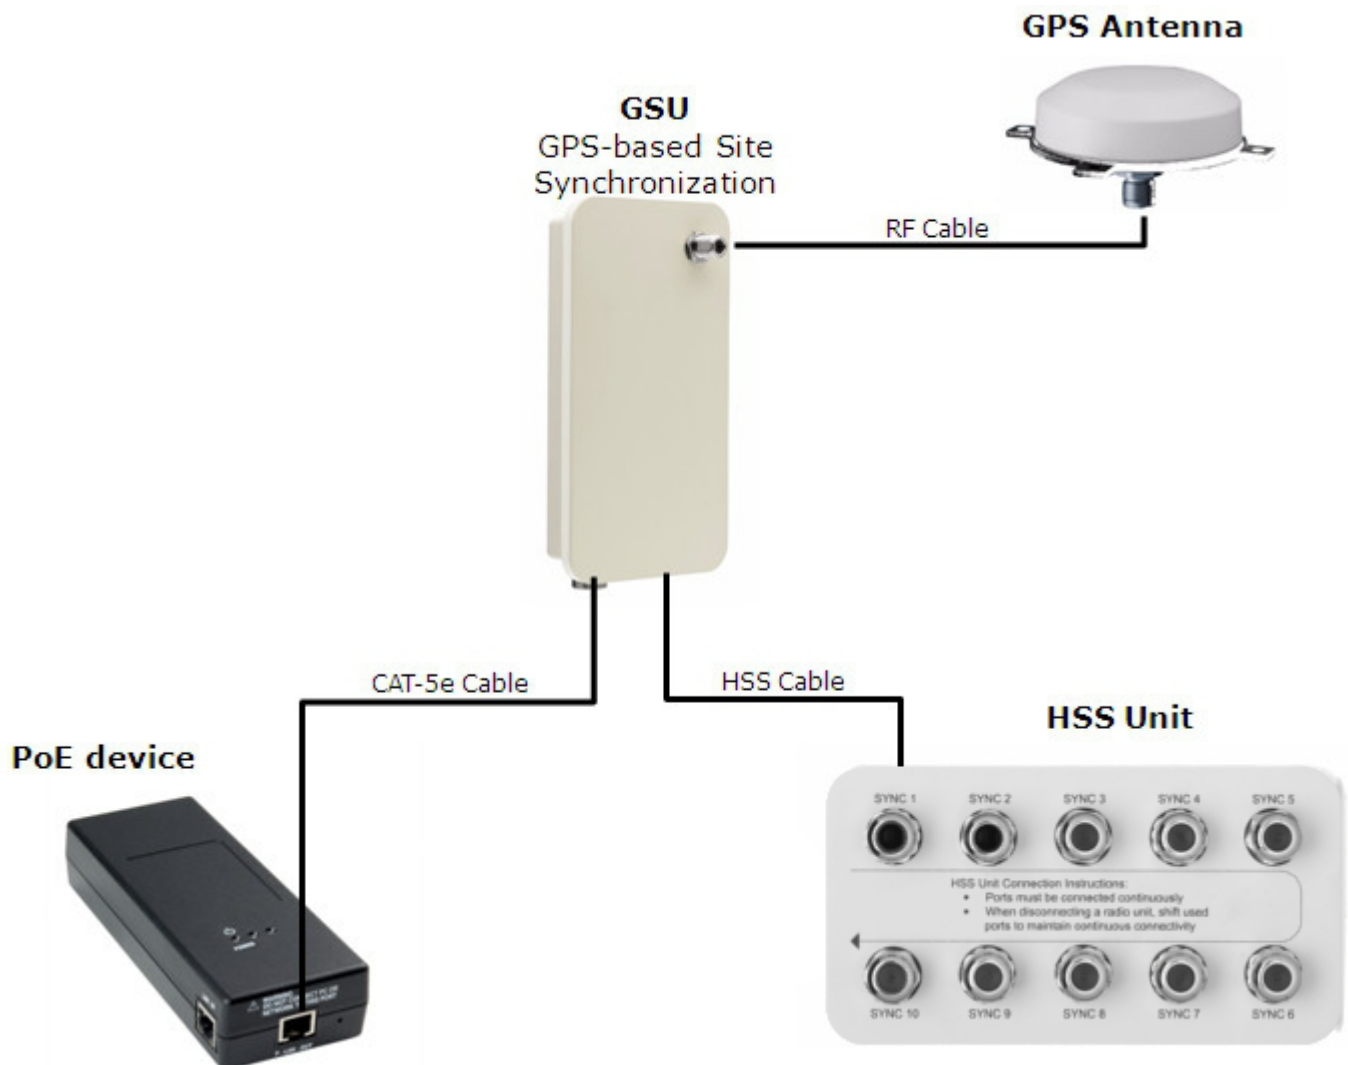 GPS Antenna
GSU
GPS-based Site
Synchronization
RF Cable
CAT-5e Cable
HSS Cable
HSS Unit
PoE device
SYNC 1 SYNC 2 SYNC 3 SYNC 4 SYNC 5
HSS Unit Connection Instructions:
• Ports must be connected continuously
• When disconnecting a radio unit, shift used
ports to maintain continuous connectivity
SYNC 10 SYNC 9 SYNC 8 SYNC 7 SYNC 6